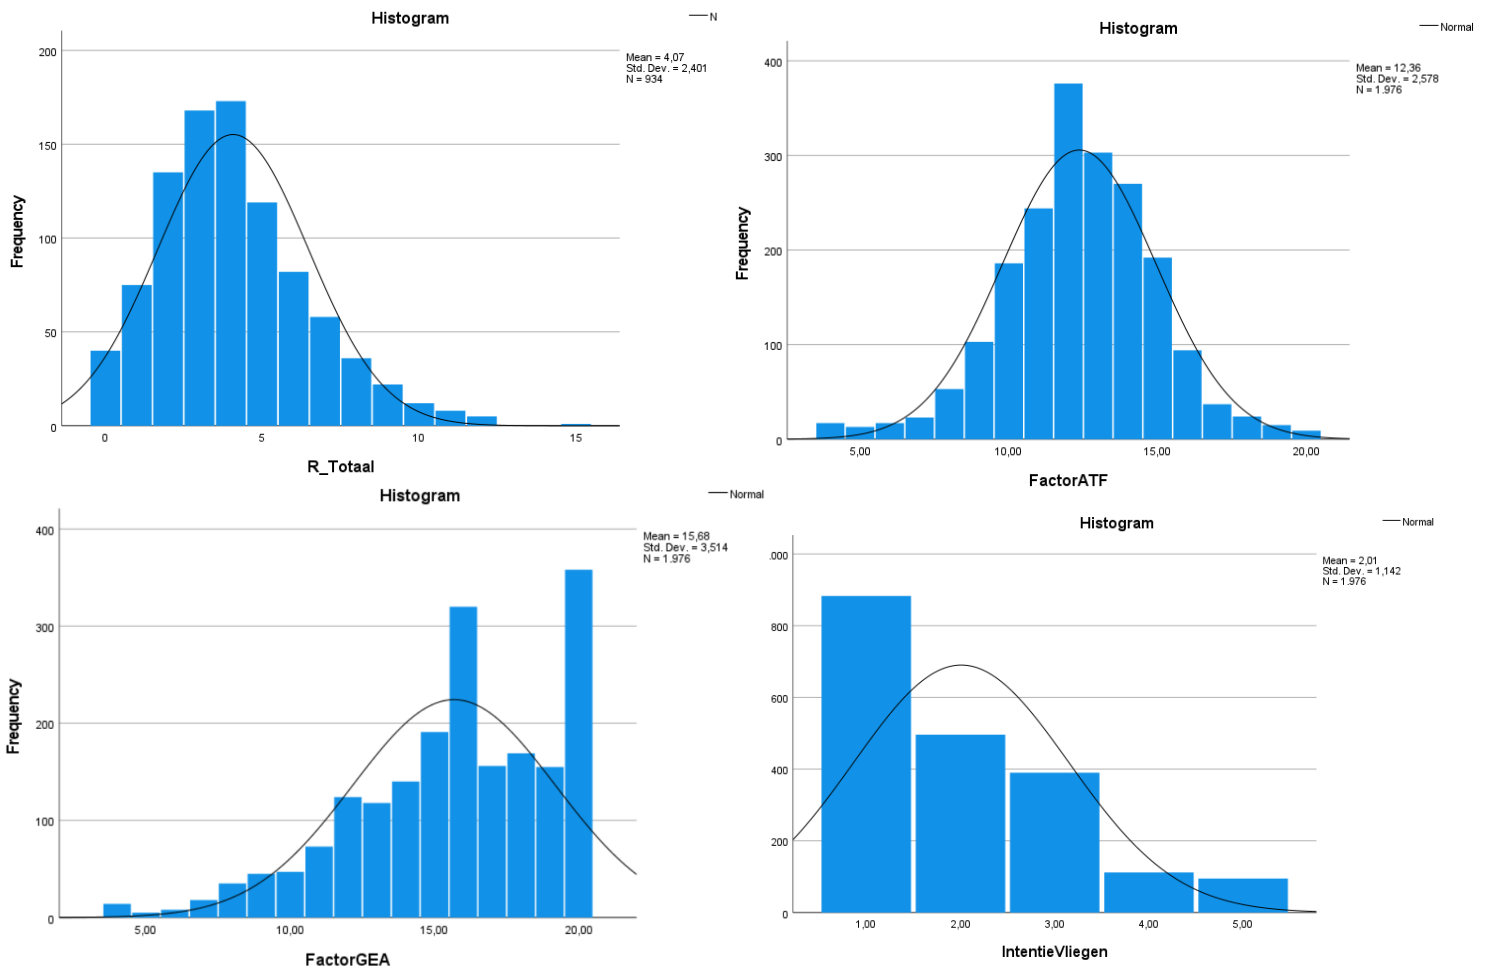 Histogram
N
Mean = 4,07
Std. Dev. = 2,401
N = 934
200
150
100
50
0
Frequency
0 5 10 15
R_Totaal
Histogram
Normal
Mean = 12,36
Std. Dev. = 2,578
N = 1.976
400
300
200
100
0
Frequency
5,00 10,00 15,00 20,00
FactorATF
Histogram
Normal
Mean = 15,68
Std. Dev. = 3,514
N = 1.976
400
300
200
100
0
Frequency
5,00 10,00 15,00 20,00
FactorGEA
Histogram
Normal
Mean = 2,01
Std. Dev. = 1,142
N = 1.976
.000
800
600
400
200
0
1,00 2,00 3,00 4,00 5,00
IntentieVliegen